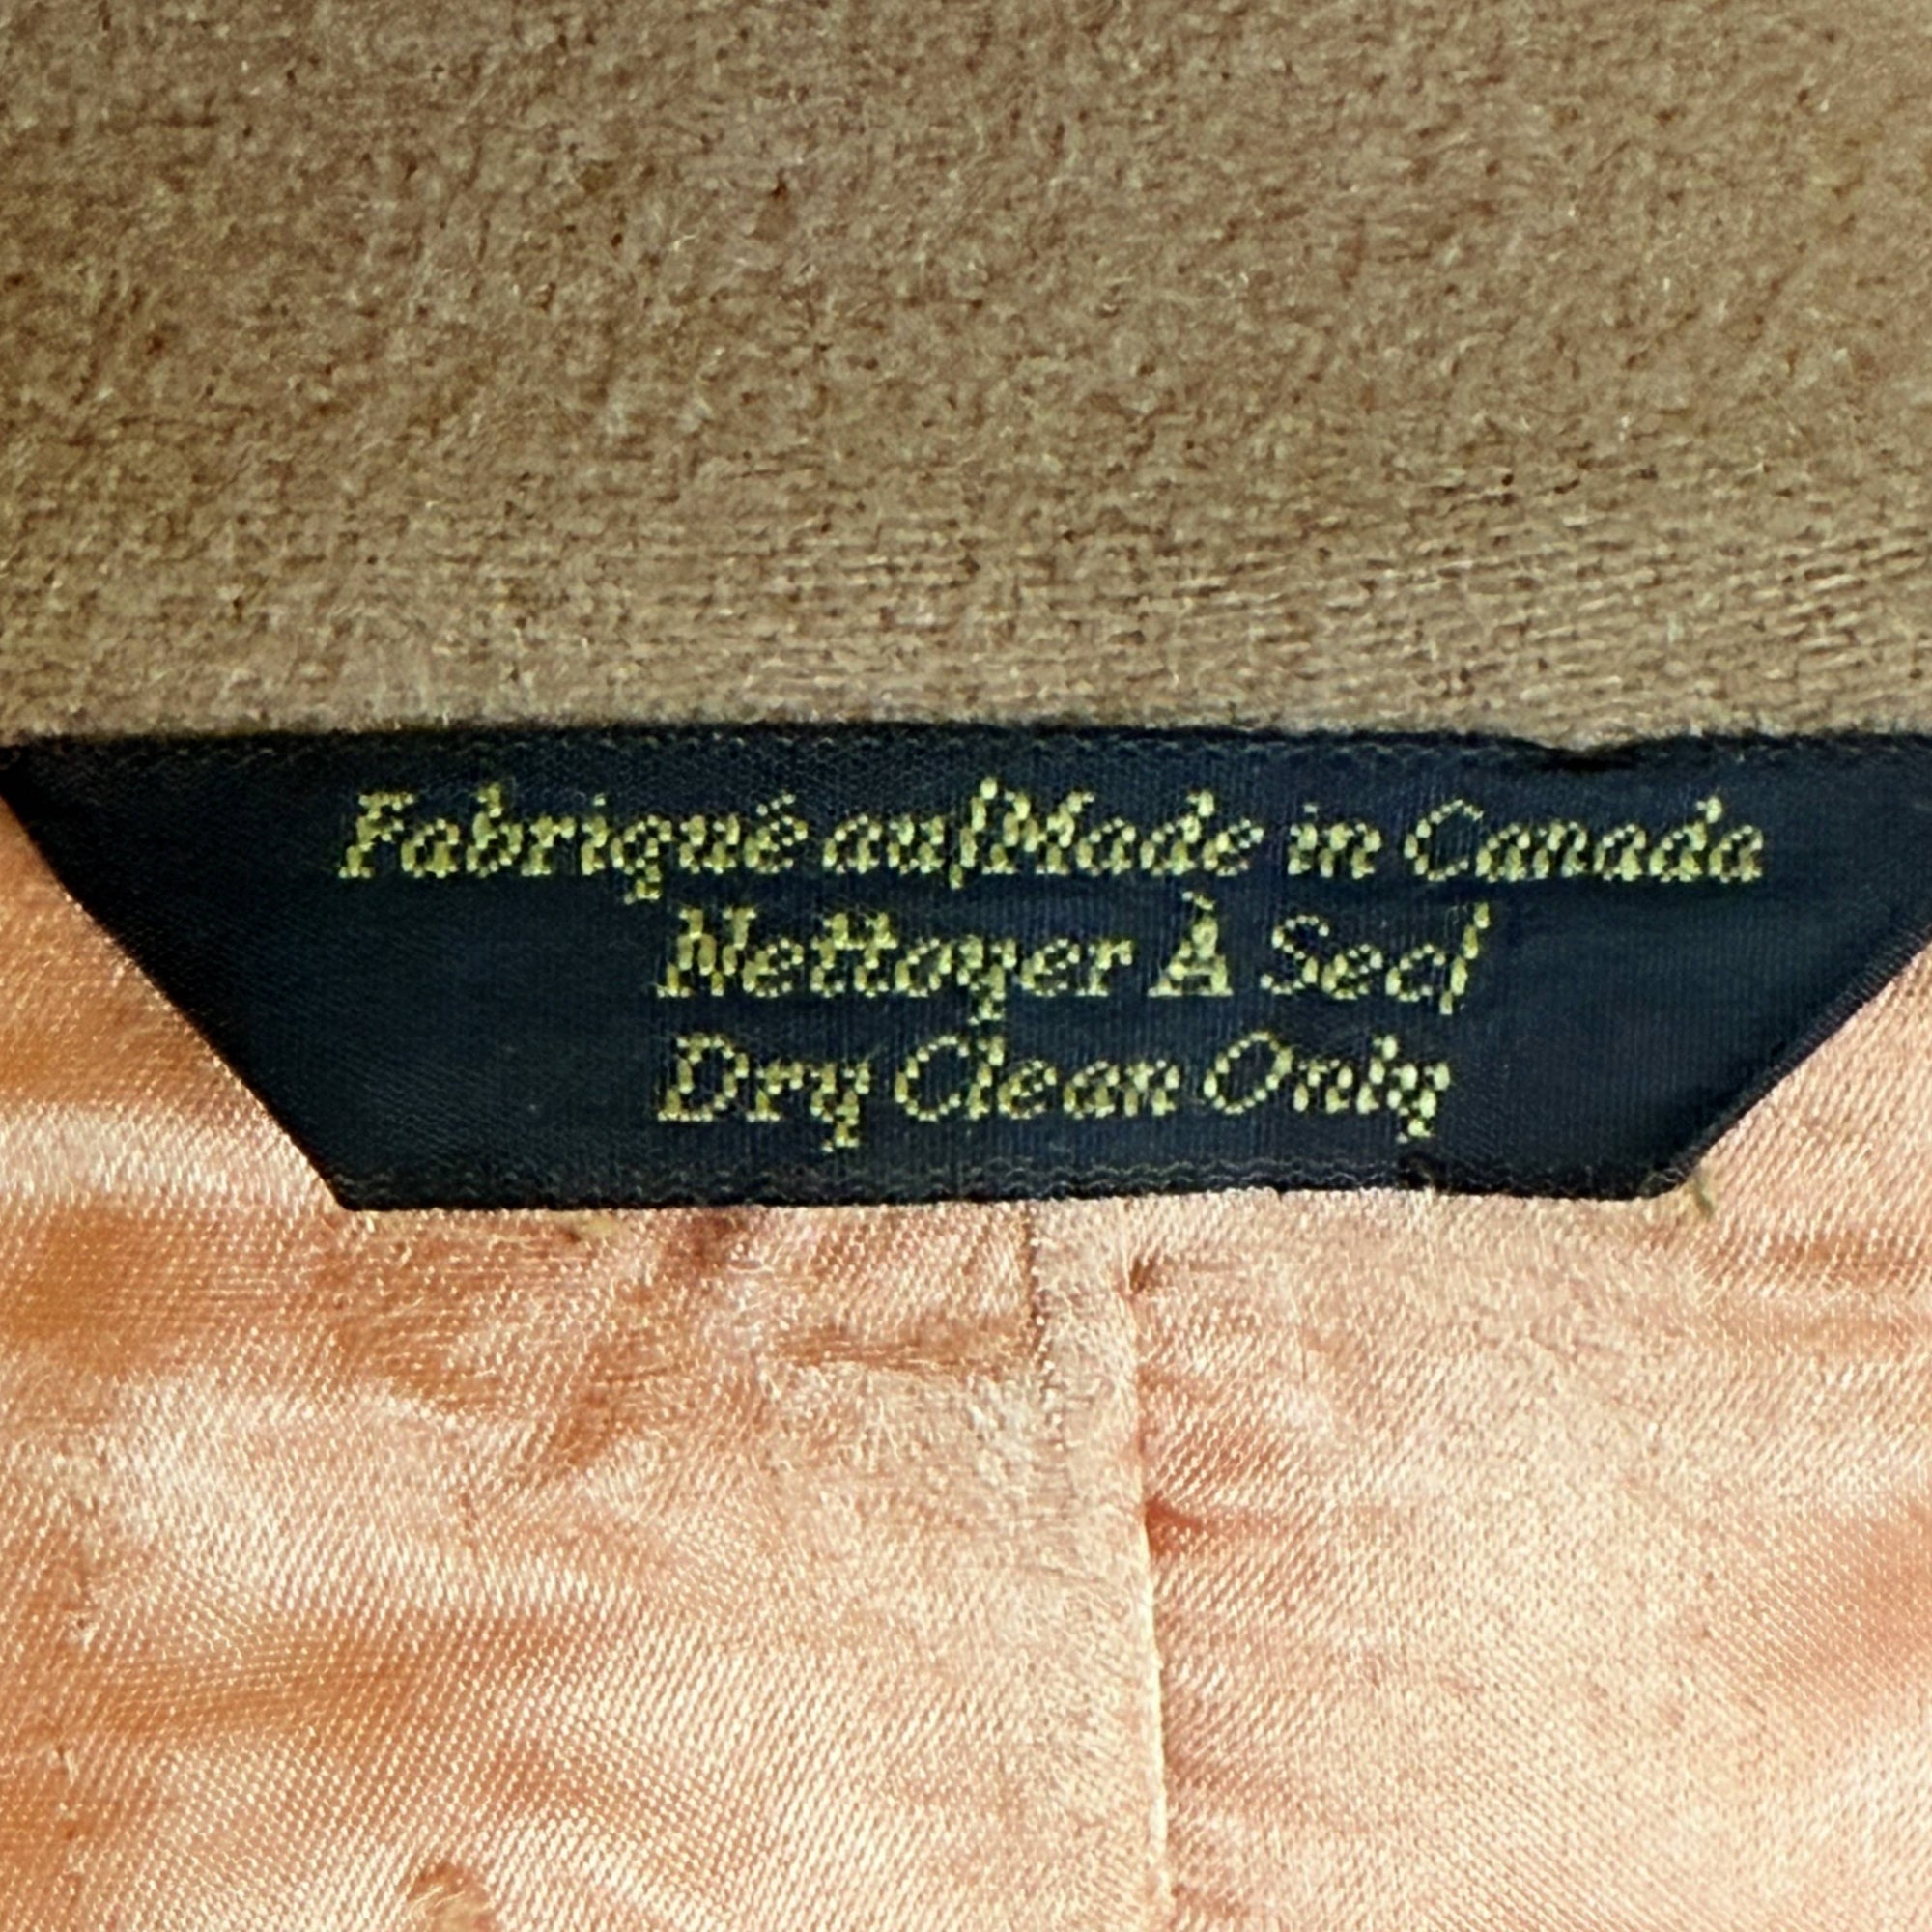 Fabriqué au/Made in Canada
Nettoyer À Sec/
Dry Clean Only